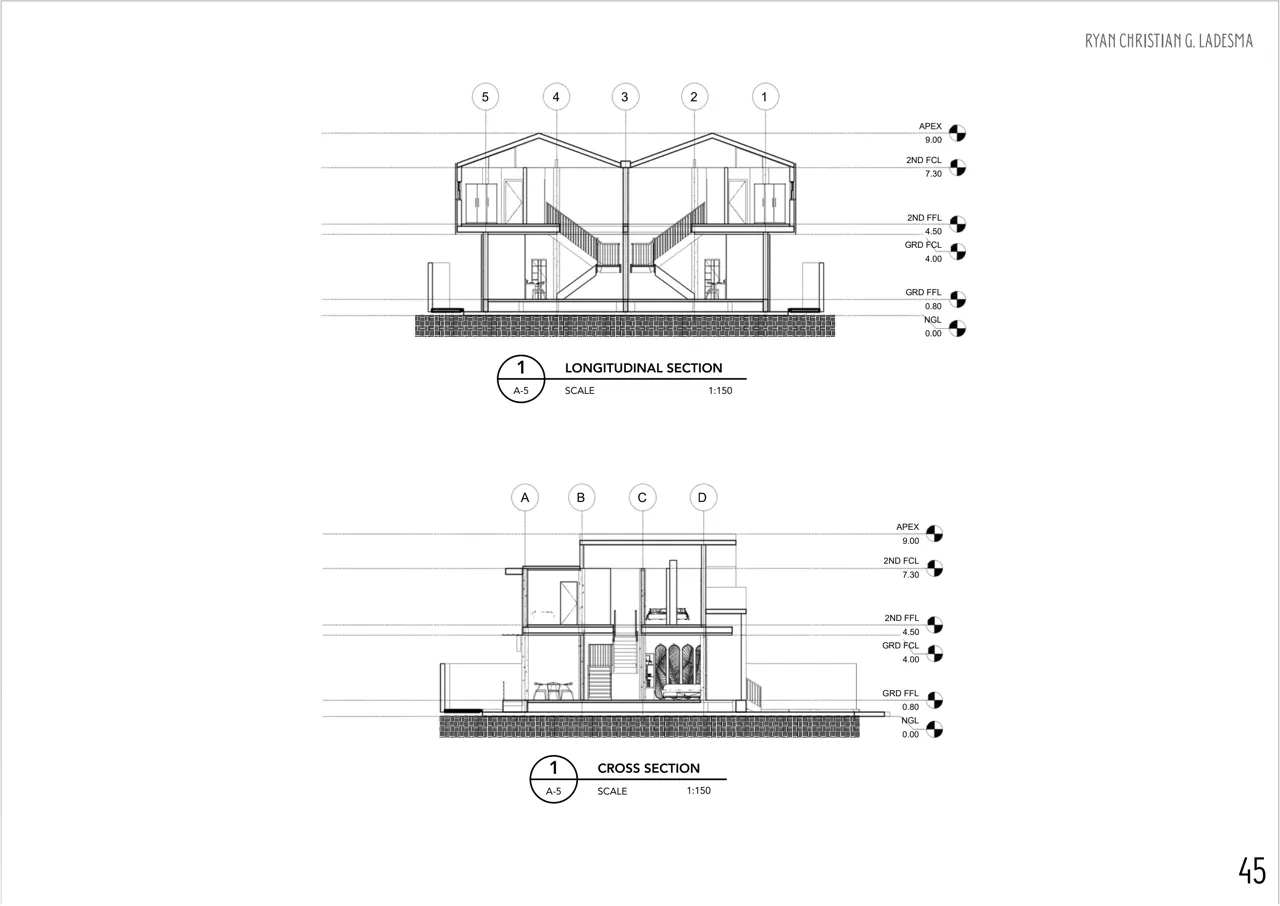 RYAN CHRISTIAN G. LADESMA
5 4 3 2 1
APEX
9.00
2ND FCL
7.30
2ND FFL
4.50
GRD FCL
4.00
GRD FFL
0.80
NGL
0.00
1 LONGITUDINAL SECTION
A-5 SCALE 1:150
A B C D
APEX
9.00
2ND FCL
7.30
2ND FFL
4.50
GRD FCL
4.00
GRD FFL
0.80
NGL
0.00
1 CROSS SECTION
A-5 SCALE 1:150
45